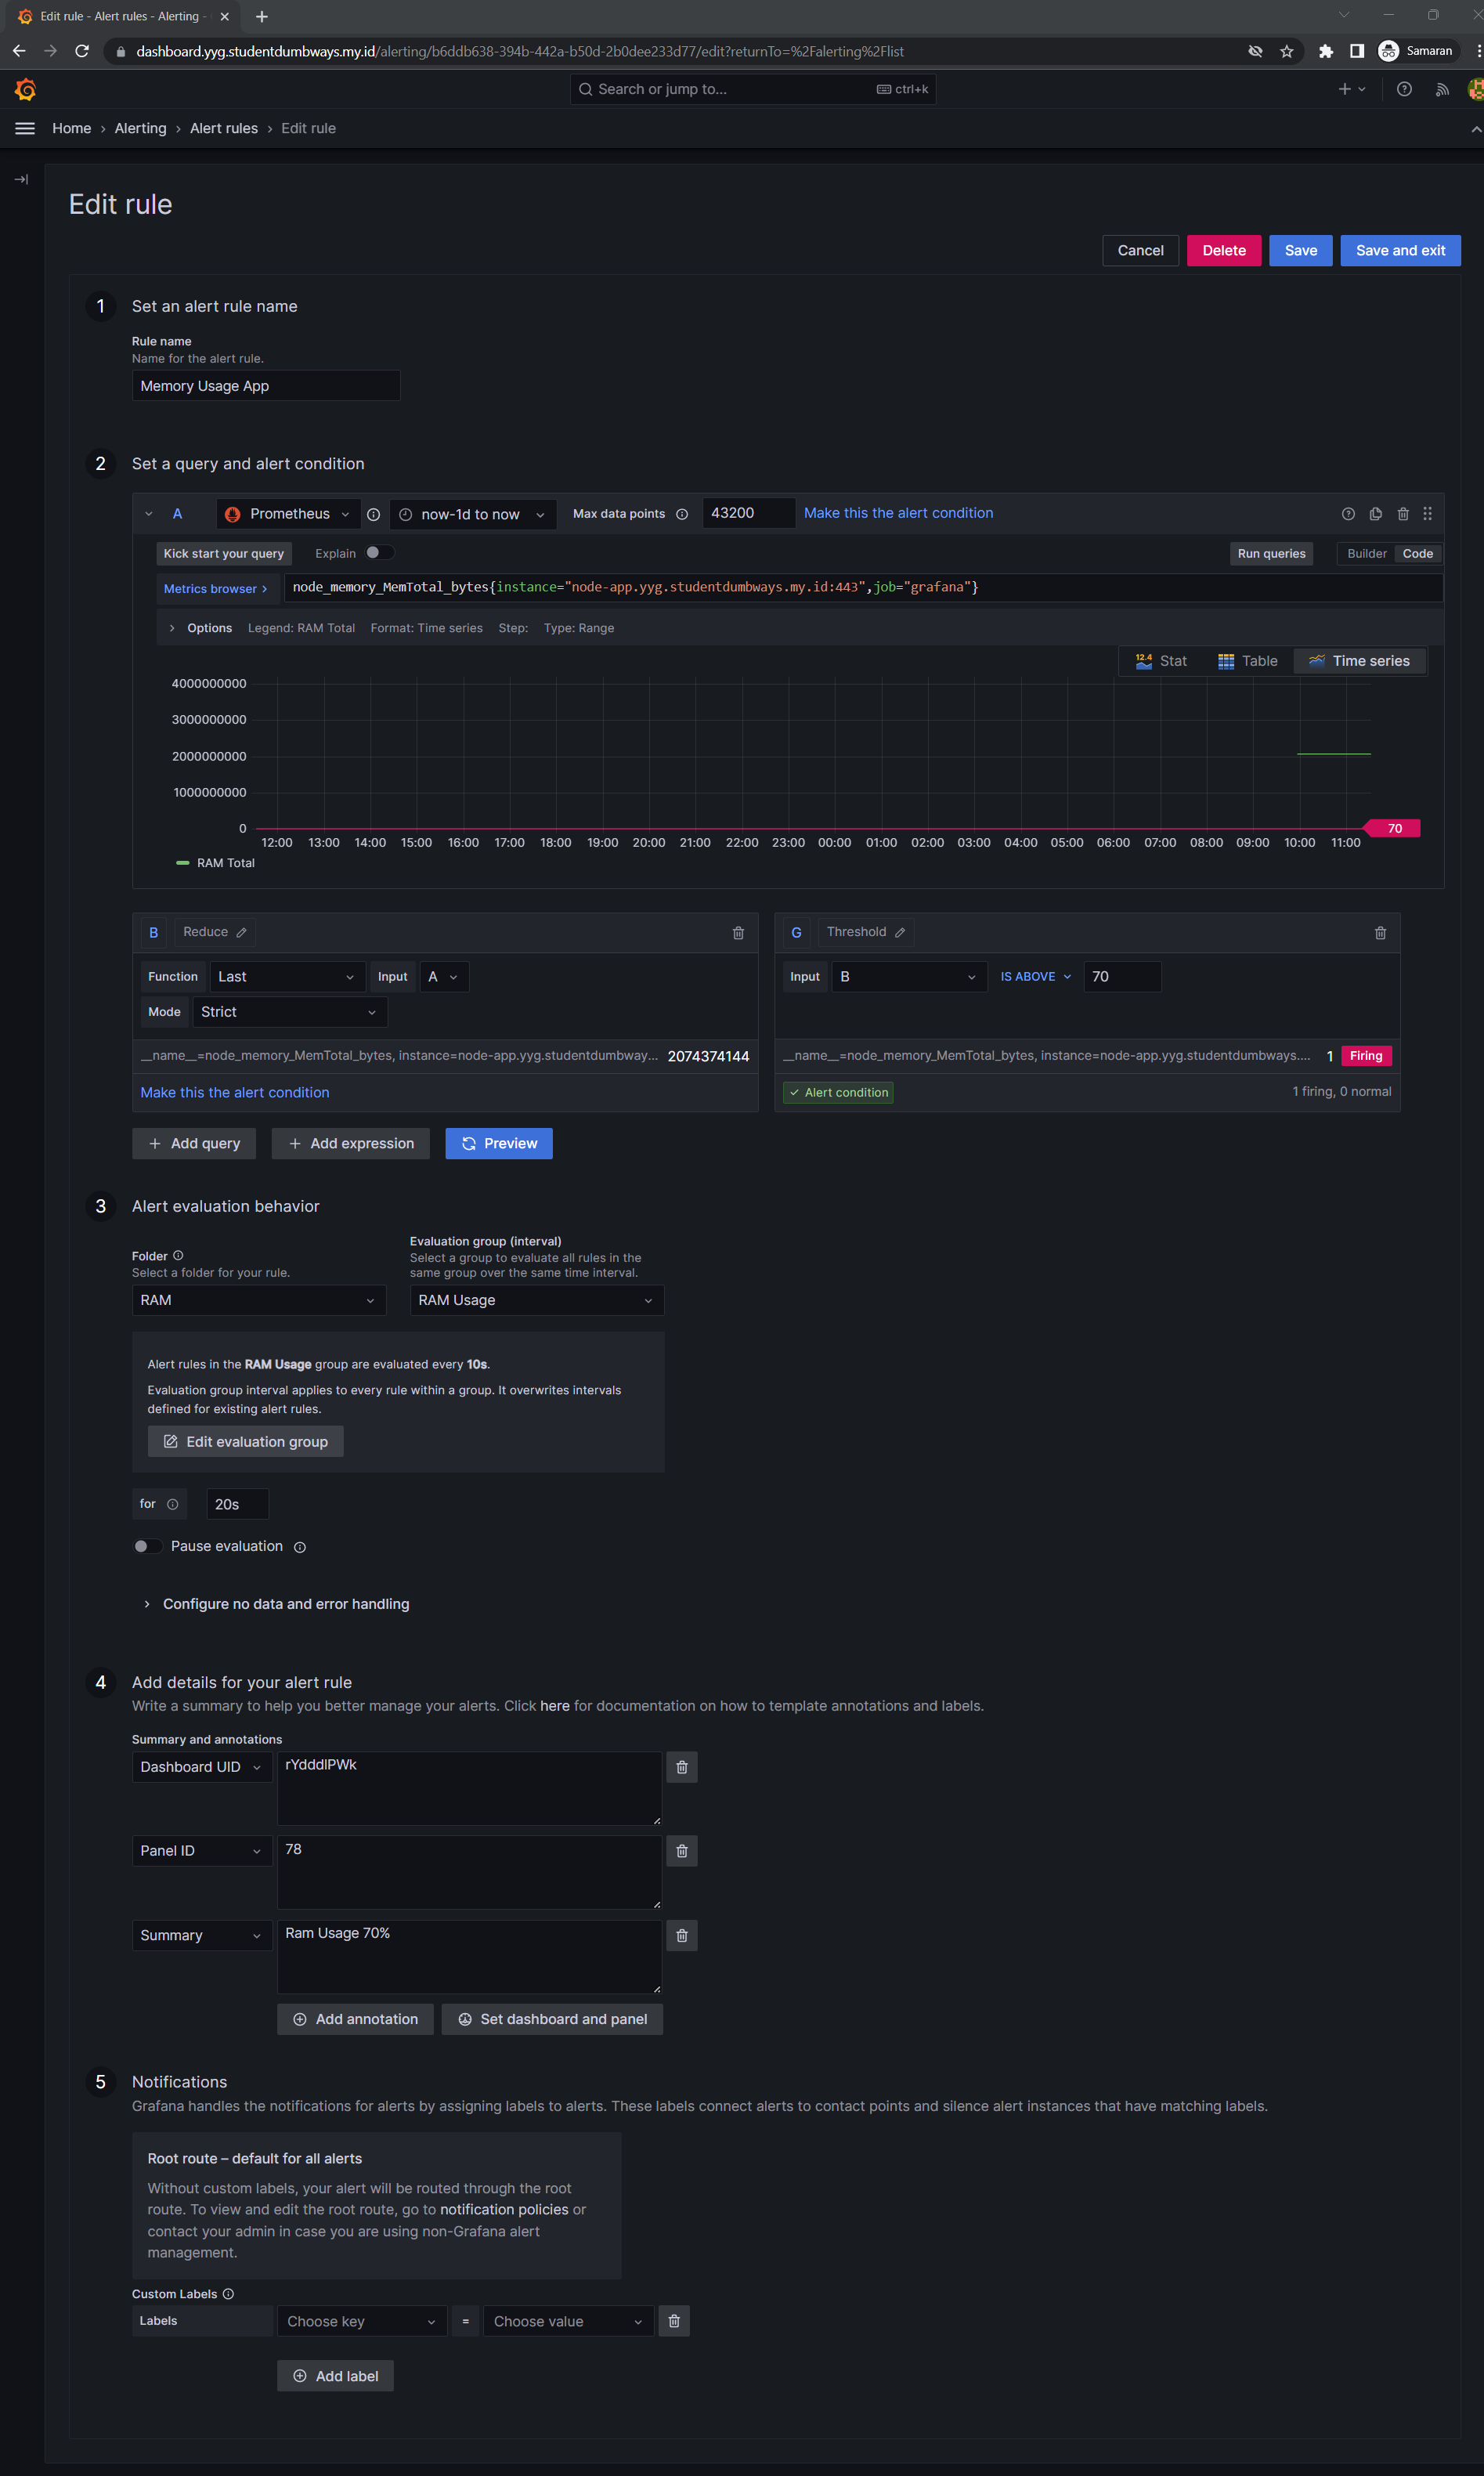 Edit rule - Alert rules - Alerting -
dashboard.yyg.studentdumbways.my.id/alerting/b6ddb638-394b-442a-b50d-2b0dee233d77/edit?returnTo=%2Falerting%2Flist
Samaran
Search or jump to...
ctrl+k
Home > Alerting > Alert rules > Edit rule
Edit rule
Cancel Delete Save Save and exit
1 Set an alert rule name
Rule name
Name for the alert rule.
Memory Usage App
2 Set a query and alert condition
A Prometheus now-1d to now Max data points 43200 Make this the alert condition
Kick start your query Explain Run queries Builder Code
Metrics browser > node_memory_MemTotal_bytes{instance="node-app.yyg.studentdumbways.my.id:443",job="grafana"}
> Options Legend: RAM Total Format: Time series Step: Type: Range
12.4 Stat Table Time series
4000000000
3000000000
2000000000
1000000000
0 70
12:00 13:00 14:00 15:00 16:00 17:00 18:00 19:00 20:00 21:00 22:00 23:00 00:00 01:00 02:00 03:00 04:00 05:00 06:00 07:00 08:00 09:00 10:00 11:00
RAM Total
B Reduce
Function Last Input A
Mode Strict
__name__=node_memory_MemTotal_bytes, instance=node-app.yyg.studentdumbway... 2074374144
Make this the alert condition
G Threshold
Input B IS ABOVE 70
__name__=node_memory_MemTotal_bytes, instance=node-app.yyg.studentdumbways.... 1 Firing
Alert condition 1 firing, 0 normal
+ Add query + Add expression Preview
3 Alert evaluation behavior
Folder
Select a folder for your rule.
RAM
Evaluation group (interval)
Select a group to evaluate all rules in the
same group over the same time interval.
RAM Usage
Alert rules in the RAM Usage group are evaluated every 10s.
Evaluation group interval applies to every rule within a group. It overwrites intervals
defined for existing alert rules.
Edit evaluation group
for 20s
Pause evaluation
> Configure no data and error handling
4 Add details for your alert rule
Write a summary to help you better manage your alerts. Click here for documentation on how to template annotations and labels.
Summary and annotations
Dashboard UID rYdddlPWk
Panel ID 78
Summary Ram Usage 70%
Add annotation Set dashboard and panel
5 Notifications
Grafana handles the notifications for alerts by assigning labels to alerts. These labels connect alerts to contact points and silence alert instances that have matching labels.
Root route – default for all alerts
Without custom labels, your alert will be routed through the root
route. To view and edit the root route, go to notification policies or
contact your admin in case you are using non-Grafana alert
management.
Custom Labels
Labels Choose key = Choose value
Add label